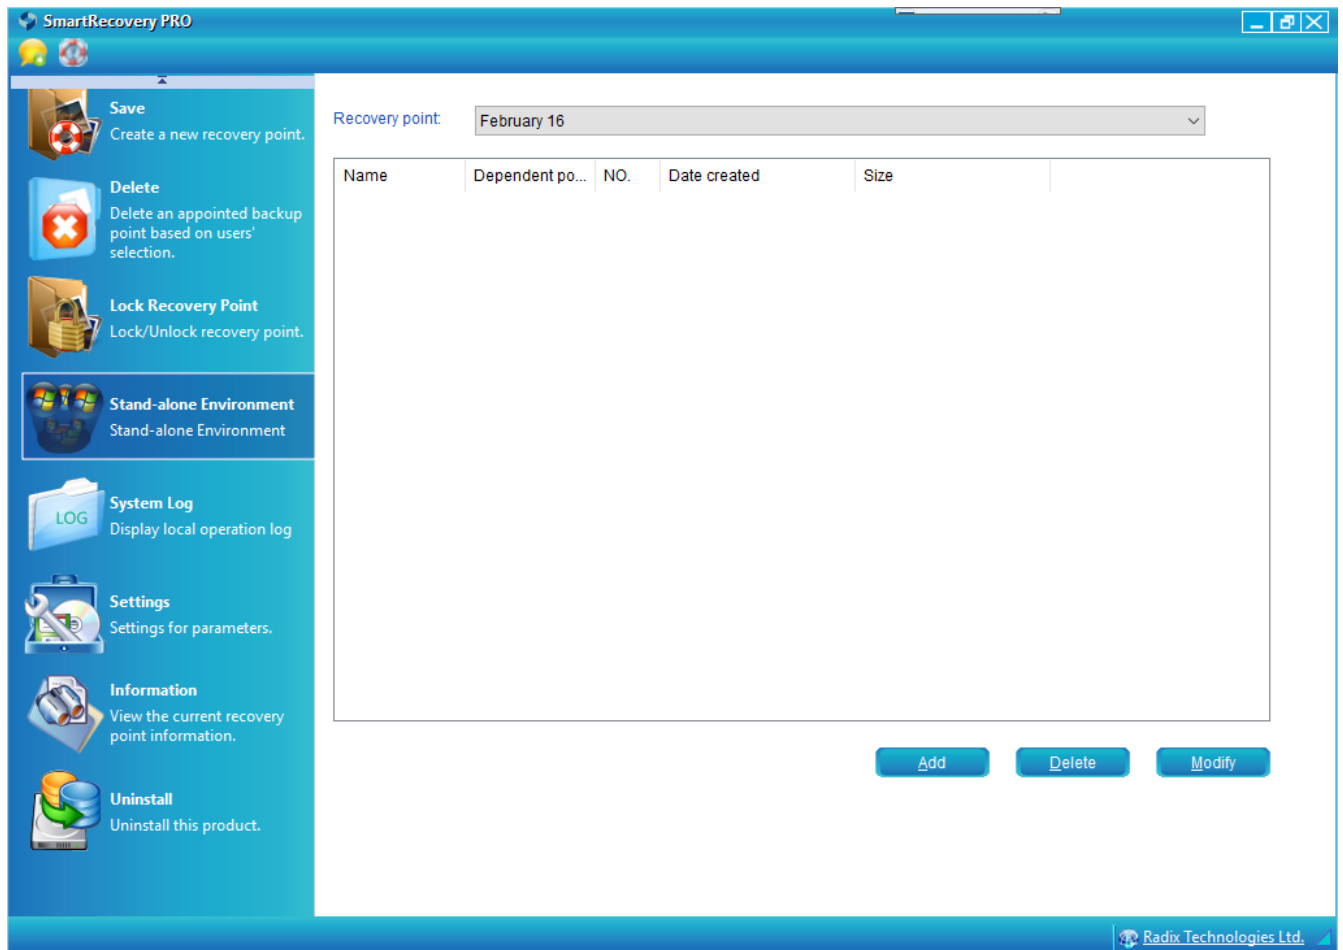 SmartRecovery PRO
Save
Create a new recovery point.
Delete
Delete an appointed backup
point based on users'
selection.
Lock Recovery Point
Lock/Unlock recovery point.
Stand-alone Environment
Stand-alone Environment
LOG
System Log
Display local operation log
Settings
Settings for parameters.
Information
View the current recovery
point information.
Uninstall
Uninstall this product.
Recovery point: February 16
Name Dependent po... NO. Date created Size
Add Delete Modify
Radix Technologies Ltd.